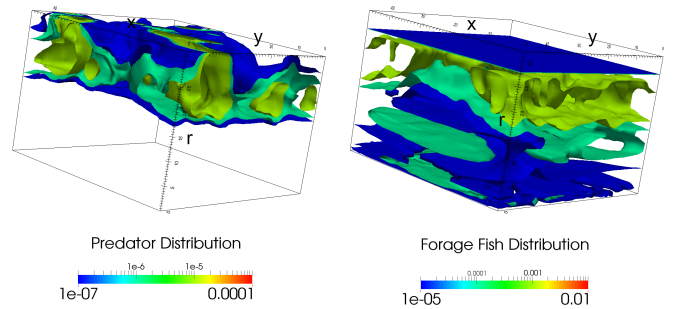 x y
r
x y
r
Predator Distribution
1e-6 1e-5
1e-07 0.0001
Forage Fish Distribution
0.0001 0.001
1e-05 0.01